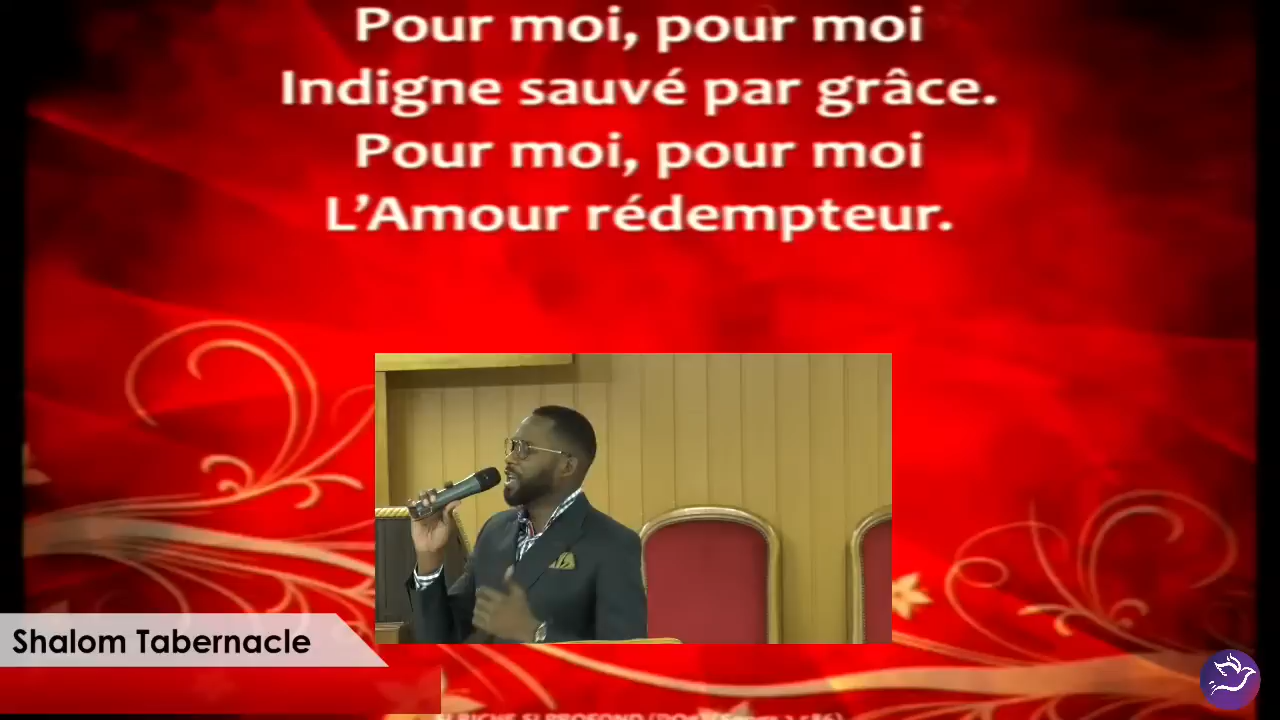 Pour moi, pour moi
Indigne sauvé par grâce.
Pour moi, pour moi
L'Amour rédempteur.
Shalom Tabernacle